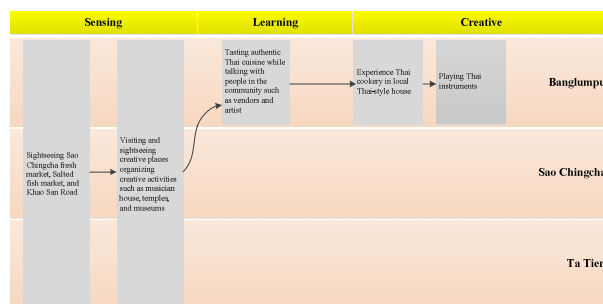 Sensing
Learning
Creative
Tasting authentic
Thai cuisine while
talking with
people in the
community such
as vendors and
artist
Experience Thai
cookery in local
Thai-style house
Playing Thai
instruments
Banglumpu
Sightseeing Sao
Chingcha fresh
market, Salted
fish market, and
Khao San Road
Visiting and
sightseeing
creative places
organizing
creative activities
such as musician
house, temples,
and museums
Sao Chingcha
Ta Tien